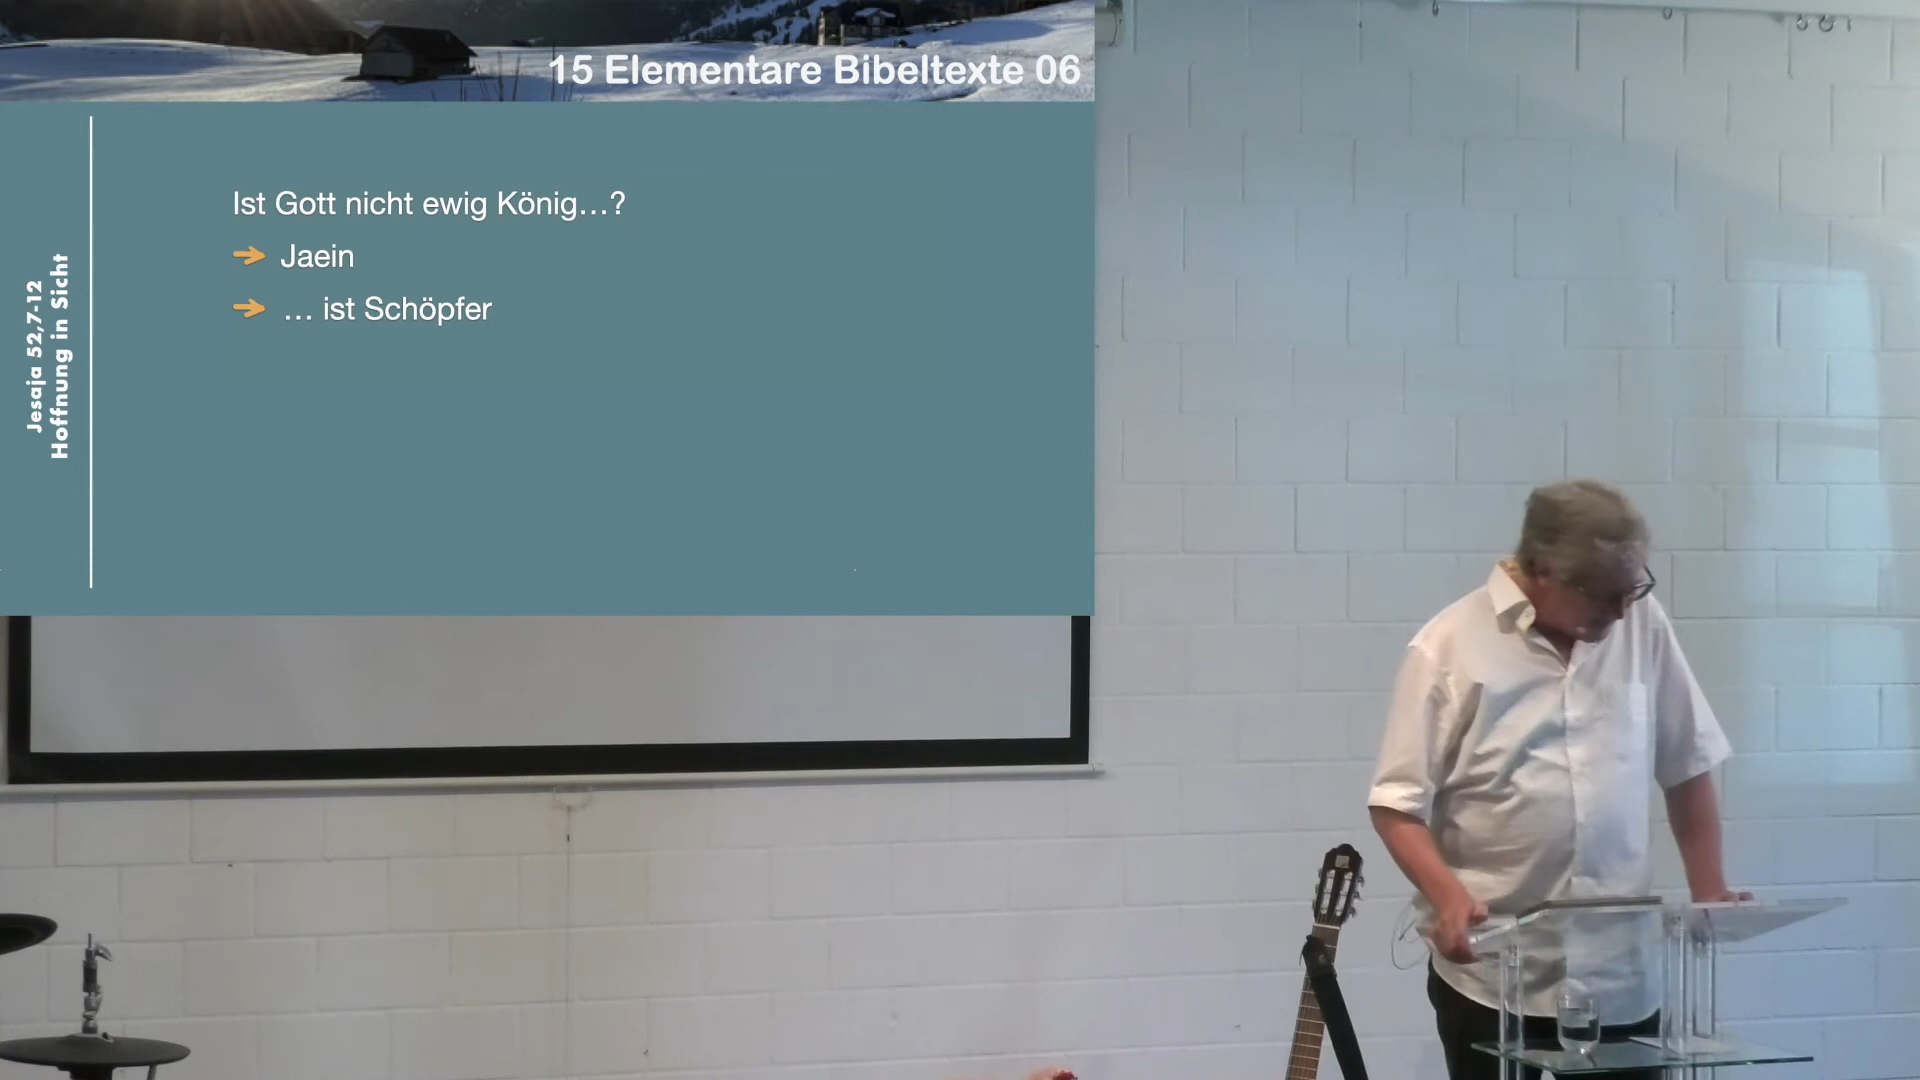 15 Elementare Bibeltexte 06
Jesaja 52,7-12
Hoffnung in Sicht
Ist Gott nicht ewig König…?
➔ Jaein
➔ … ist Schöpfer